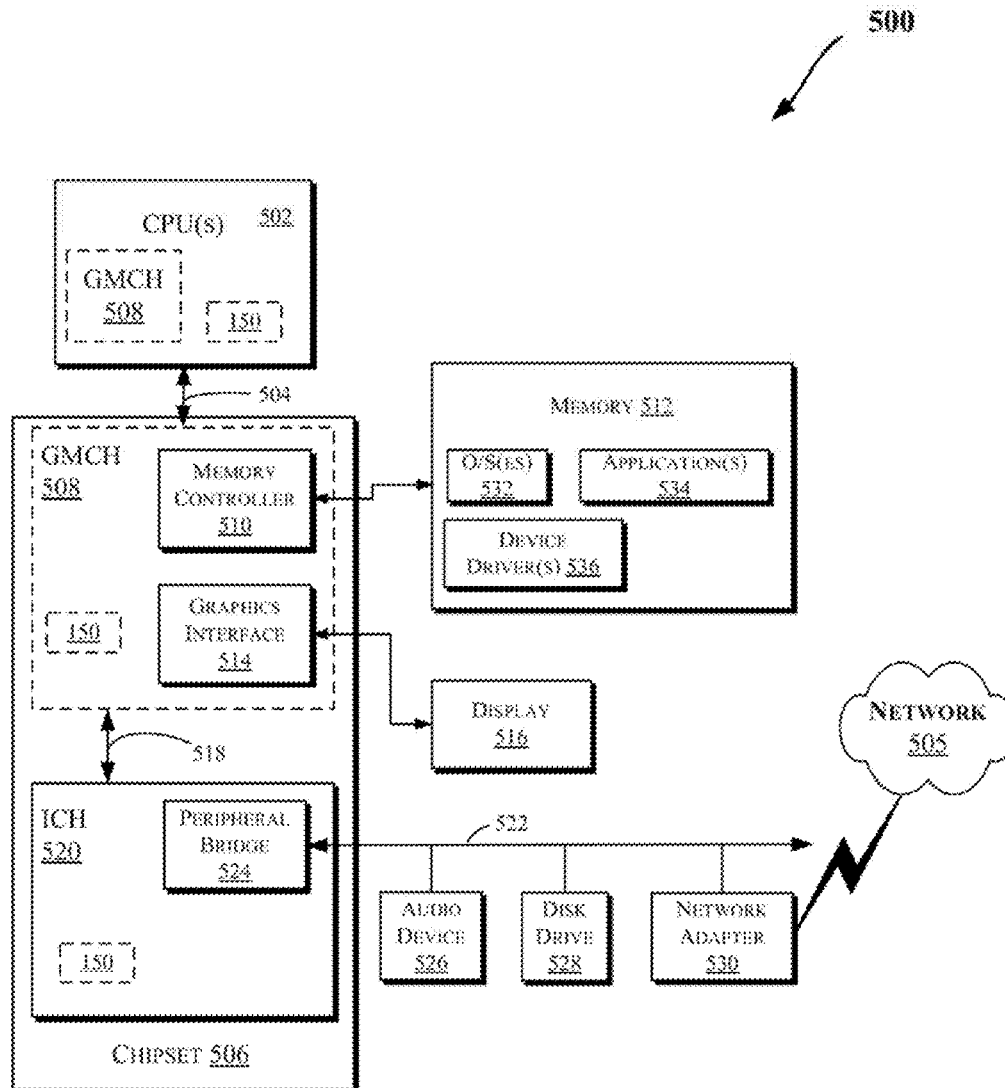 500
CPU(S) 502
GMCH
508
150
504
GMCH
508
MEMORY
CONTROLLER
510
GRAPHICS
INTERFACE
514
150
MEMORY 512
O/S(ES)
532
APPLICATION(S)
534
DEVICE
DRIVER(S) 536
DISPLAY
516
518
NETWORK
505
ICH
520
PERIPHERAL
BRIDGE
524
150
522
AUDIO
DEVICE
526
DISK
DRIVE
528
NETWORK
ADAPTER
530
CHIPSET 506